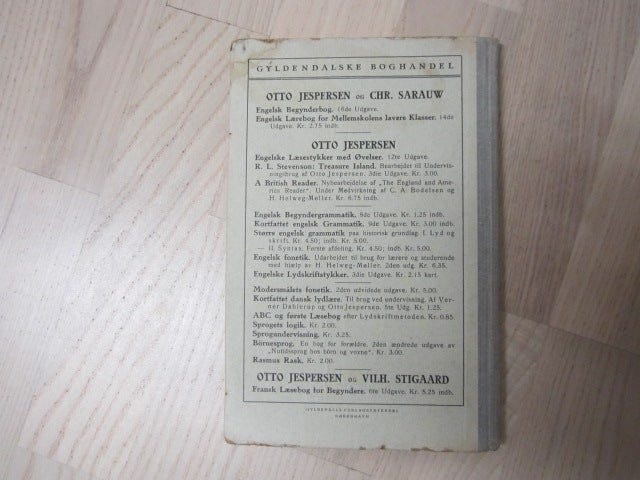 GYLDENDALSKE BOGHANDEL
OTTO JESPERSEN OG CHR. SARAUW
Engelsk Begynderbog. 16de Udgave.
Engelsk Lærebog for Mellemskolens lavere Klasser. 14de
Udgave. Kr. 2.75 indb.
OTTO JESPERSEN
Engelske Læsestykker med Øvelser. 12te Udgave.
R. L. Stevenson: Treasure Island. Bearbejdet til Undervis-
ningsbrug af Otto Jespersen. 3die Udgave. Kr. 3.00.
A British Reader. Nybearbejdelse af „The England and Ame-
rica Reader". Under Medvirkning af C. A. Bodelsen og
H. Helweg-Møller. Kr. 6.75 indb.
Engelsk Begyndergrammatik. 5de Udgave. Kr. 1.25 indb.
Kortfattet engelsk Grammatik. 9de Udgave. Kr. 3.00 indb.
Større engelsk grammatik paa historisk grundlag. I. Lyd og
skrift. Kr. 4.50; indb. Kr. 5.00.
— II. Syntax. Første afdeling. Kr. 4.50; indb. Kr. 5.00.
Engelsk fonetik. Udarbejdet til brug for lærere og studerende
med hjælp av H. Helweg-Møller. 2den udg. Kr. 6.35.
Engelske Lydskriftstykker. 3die Udgave. Kr. 2.15 kart.
Modersmålets fonetik. 2den udvidede udgave. Kr. 5.00.
Kortfattet dansk lydlære. Til brug ved undervisning. Af Ver-
ner Dahlerup og Otto Jespersen. 5te Udg. Kr. 1.25.
ABC og første Læsebog efter Lydskriftmetoden. Kr. 0.85.
Sprogets logik. Kr. 2.00.
Sprogundervisning. Kr. 3.25.
Börnesprog. En bog for forældre. 2den ændrede udgave av
„Nutidssprog hos börn og voxne". Kr. 3.00.
Rasmus Rask. Kr. 2.00.
OTTO JESPERSEN OG VILH. STIGAARD
Fransk Læsebog for Begyndere. 6te Udgave. Kr. 5.25 indb.
GYLDENDALS FORLAGSTRYKKERI
KØBENHAVN